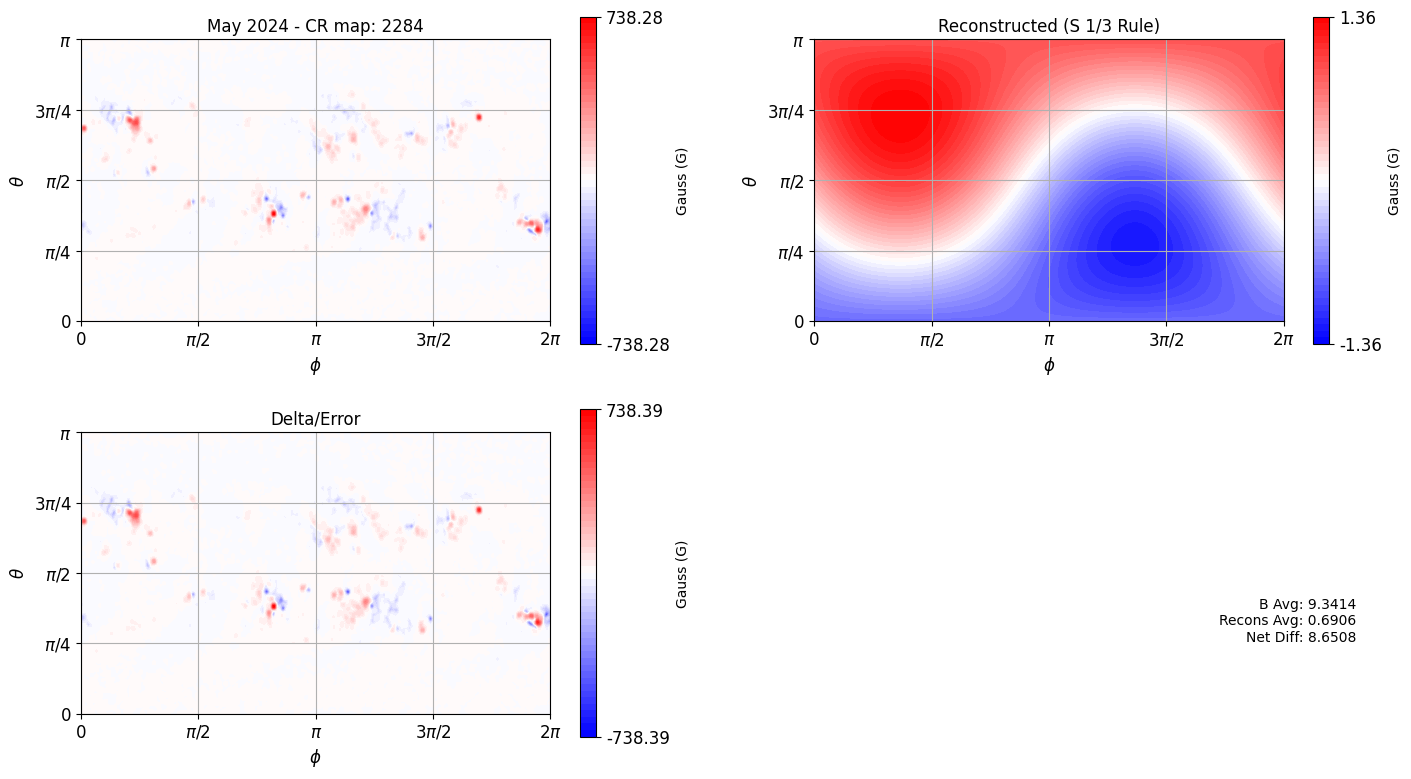 May 2024 - CR map: 2284
738.28
π
3π/4
π/2
π/4
0
θ
0
π/2
π
3π/2
2π
ϕ
-738.28
Gauss (G)
Reconstructed (S 1/3 Rule)
1.36
π
3π/4
π/2
π/4
0
θ
0
π/2
π
3π/2
2π
ϕ
-1.36
Gauss (G)
Delta/Error
738.39
π
3π/4
π/2
π/4
0
θ
0
π/2
π
3π/2
2π
ϕ
-738.39
Gauss (G)
B Avg: 9.3414
Recons Avg: 0.6906
Net Diff: 8.6508